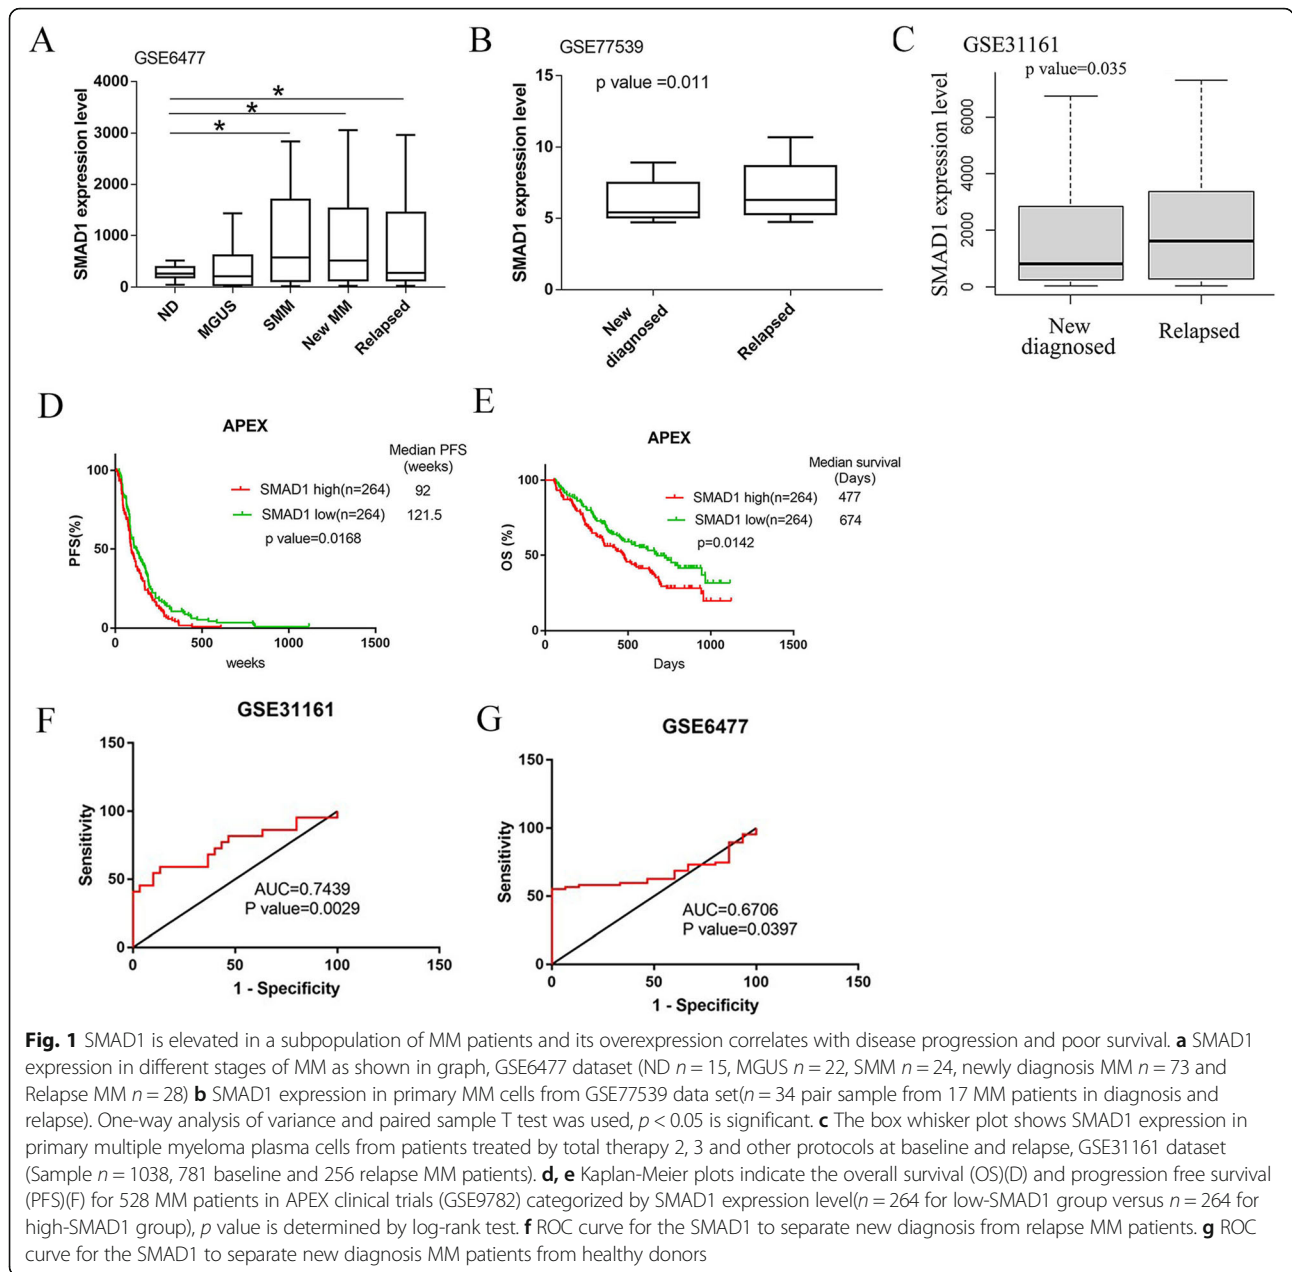 A
GSE6477
SMAD1 expression level
4000
3000
2000
1000
0
*
*
*
ND
MGUS
SMM
New MM
Relapsed
B
GSE77539
p value =0.011
SMAD1 expression level
15
10
5
0
New
diagnosed
Relapsed
C
GSE31161
p value=0.035
SMAD1 expression level
6000
4000
2000
0
New
diagnosed
Relapsed
D
APEX
Median PFS
(weeks)
SMAD1 high(n=264) 92
SMAD1 low(n=264) 121.5
p value=0.0168
PFS(%)
100
50
0
0 500 1000 1500
weeks
E
APEX
Median survival
(Days)
SMAD1 high(n=264) 477
SMAD1 low(n=264) 674
p=0.0142
OS (%)
100
50
0
0 500 1000 1500
Days
F
GSE31161
Sensitivity
150
100
50
0
AUC=0.7439
P value=0.0029
0 50 100 150
1 - Specificity
G
GSE6477
Sensitivity
150
100
50
0
AUC=0.6706
P value=0.0397
0 50 100 150
1 - Specificity
Fig. 1 SMAD1 is elevated in a subpopulation of MM patients and its overexpression correlates with disease progression and poor survival. a SMAD1
expression in different stages of MM as shown in graph, GSE6477 dataset (ND n = 15, MGUS n = 22, SMM n = 24, newly diagnosis MM n = 73 and
Relapse MM n = 28) b SMAD1 expression in primary MM cells from GSE77539 data set(n = 34 pair sample from 17 MM patients in diagnosis and
relapse). One-way analysis of variance and paired sample T test was used, p < 0.05 is significant. c The box whisker plot shows SMAD1 expression in
primary multiple myeloma plasma cells from patients treated by total therapy 2, 3 and other protocols at baseline and relapse, GSE31161 dataset
(Sample n = 1038, 781 baseline and 256 relapse MM patients). d, e Kaplan-Meier plots indicate the overall survival (OS)(D) and progression free survival
(PFS)(F) for 528 MM patients in APEX clinical trials (GSE9782) categorized by SMAD1 expression level(n = 264 for low-SMAD1 group versus n = 264 for
high-SMAD1 group), p value is determined by log-rank test. f ROC curve for the SMAD1 to separate new diagnosis from relapse MM patients. g ROC
curve for the SMAD1 to separate new diagnosis MM patients from healthy donors